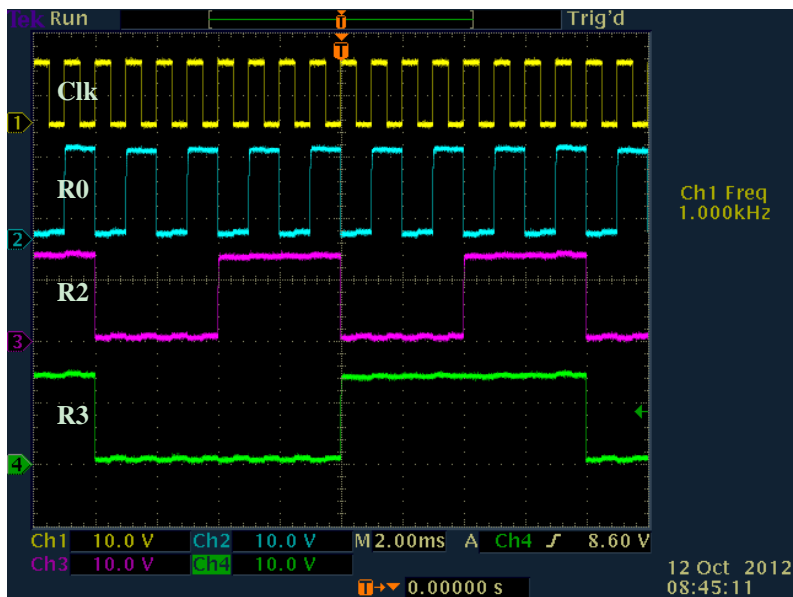 Tek Run Trig'd
T
T
Clk
1
R0
Ch1 Freq
1.000kHz
2
R2
3
R3
4
Ch1 10.0 V Ch2 10.0 V M 2.00ms A Ch4 ʃ 8.60 V
Ch3 10.0 V Ch4 10.0 V
12 Oct 2012
T→▼ 0.00000 s 08:45:11